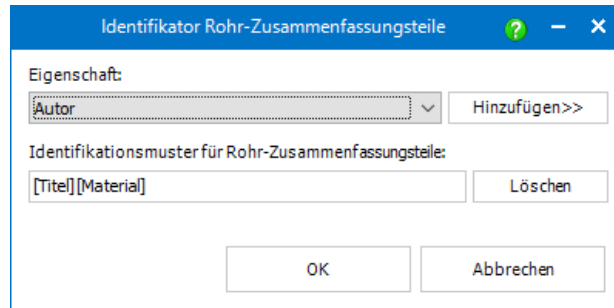 Identifikator Rohr-Zusammenfassungsteile ?
Eigenschaft:
Autor Hinzufügen>>
Identifikationsmuster für Rohr-Zusammenfassungsteile:
[Titel][Material] Löschen
OK Abbrechen